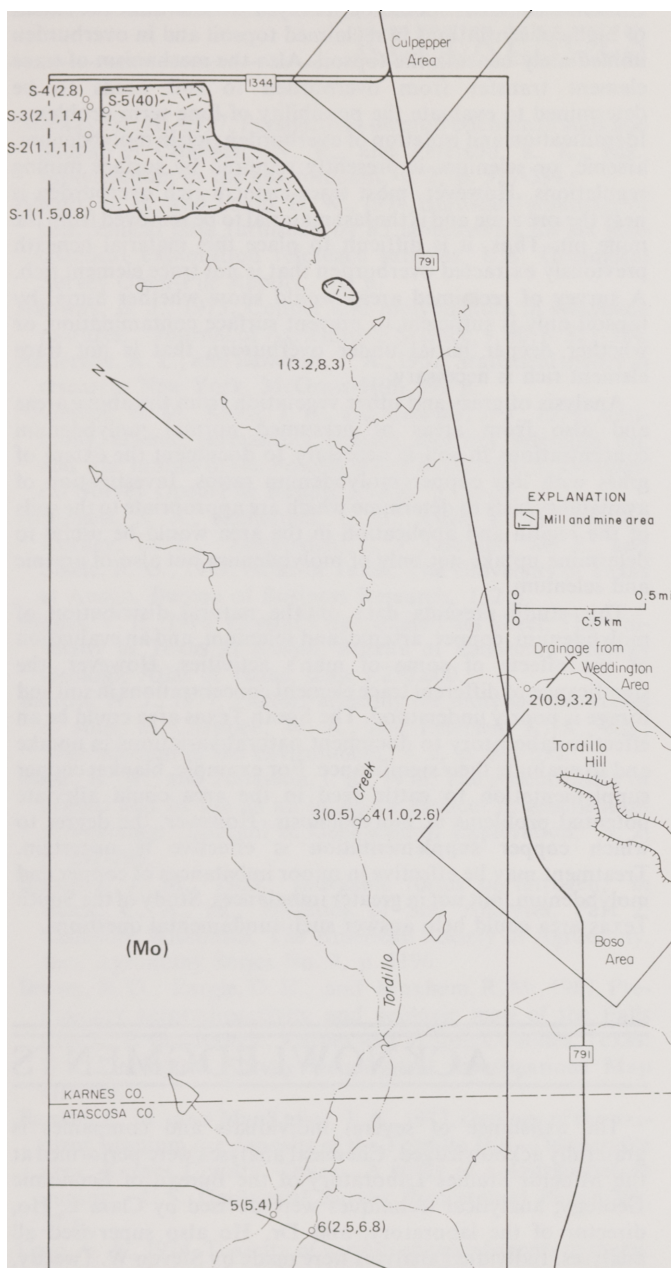 Culpepper
Area
1344
S-4(2.8)
S-5(40)
S-3(2.1,1.4)
S-2(1.1,1.1)
S-1(1.5,0.8)
791
1(3.2,8.3)
N
EXPLANATION
Mill and mine area
0 0.5 m
0 0.5 km
Drainage from
Weddington
Area
2(0.9,3.2)
Tordillo
Hill
Creek
3(0.5) 4(1.0,2.6)
(Mo)
Boso
Area
Tordillo
791
KARNES CO.
ATASCOSA CO.
5(5.4)
6(2.5,6.8)